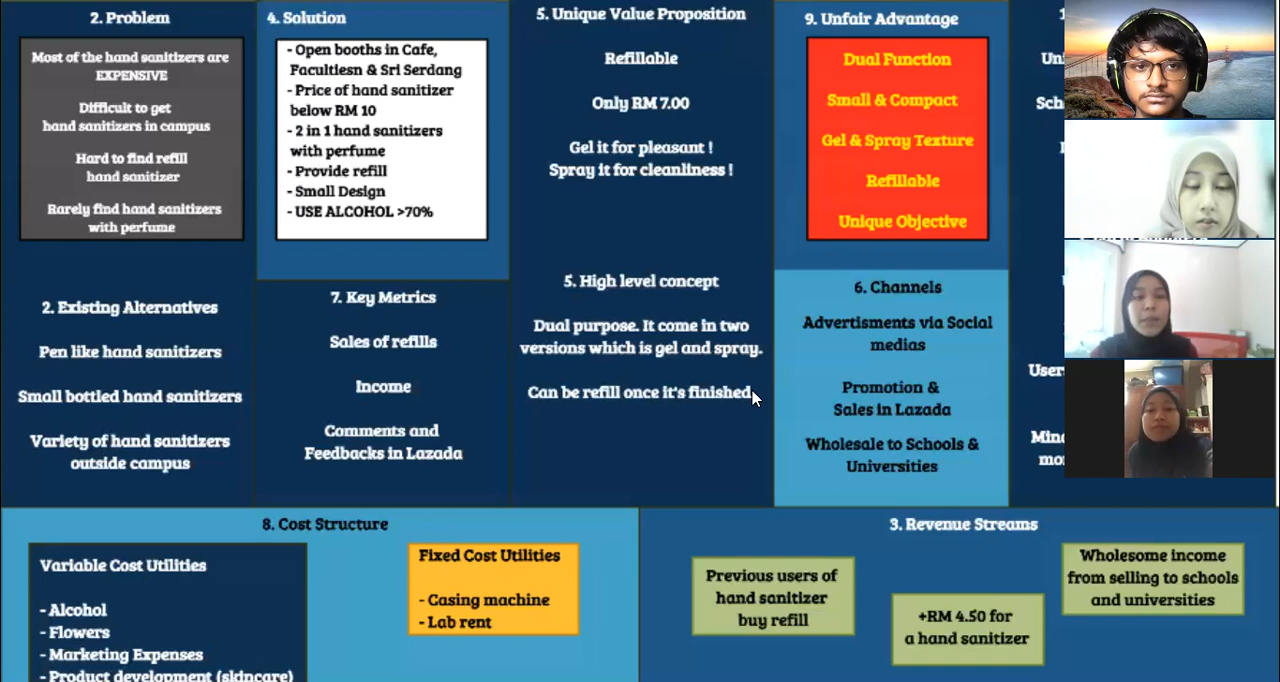 2. Problem
Most of the hand sanitizers are
EXPENSIVE
Difficult to get
hand sanitizers in campus
Hard to find refill
hand sanitizer
Rarely find hand sanitizers
with perfume
2. Existing Alternatives
Pen like hand sanitizers
Small bottled hand sanitizers
Variety of hand sanitizers
outside campus
4. Solution
- Open booths in Cafe,
Facultiesn & Sri Serdang
- Price of hand sanitizer
below RM 10
- 2 in 1 hand sanitizers
with perfume
- Provide refill
- Small Design
- USE ALCOHOL >70%
7. Key Metrics
Sales of refills
Income
Comments and
Feedbacks in Lazada
5. Unique Value Proposition
Refillable
Only RM 7.00
Gel it for pleasant !
Spray it for cleanliness !
5. High level concept
Dual purpose. It come in two
versions which is gel and spray.
Can be refill once it's finished.
9. Unfair Advantage
Dual Function
Small & Compact
Gel & Spray Texture
Refillable
Unique Objective
6. Channels
Advertisments via Social
medias
Promotion &
Sales in Lazada
Wholesale to Schools &
Universities
8. Cost Structure
Variable Cost Utilities
- Alcohol
- Flowers
- Marketing Expenses
- Product development (skincare)
Fixed Cost Utilities
- Casing machine
- Lab rent
3. Revenue Streams
Previous users of
hand sanitizer
buy refill
+RM 4.50 for
a hand sanitizer
Wholesome income
from selling to schools
and universities